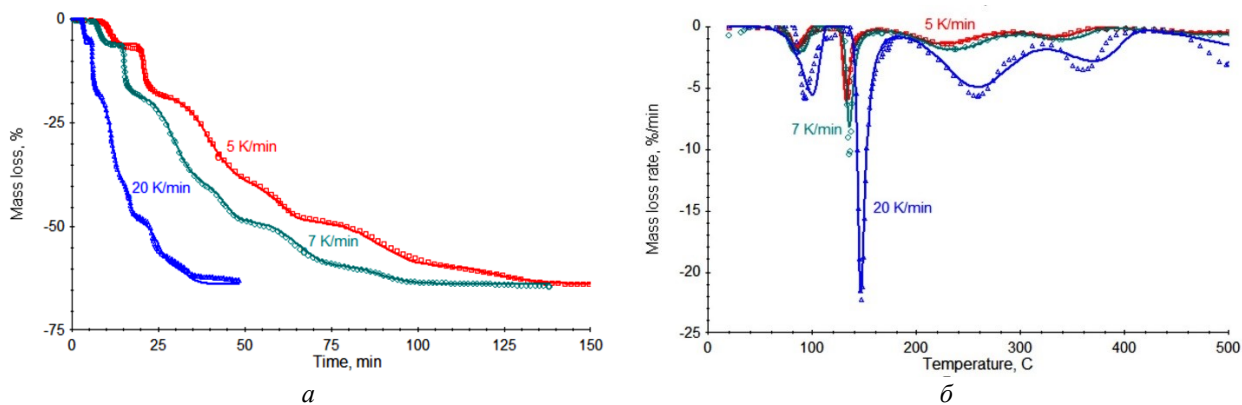 0
-25
-50
-75
Mass loss, %
5 K/min
20 K/min
7 K/min
0 25 50 75 100 125 150
Time, min
а
0
-5
-10
-15
-20
-25
Mass loss rate, %/min
5 K/min
7 K/min
20 K/min
0 100 200 300 400 500
Temperature, C
б